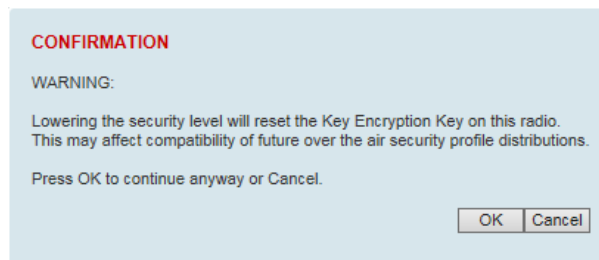 CONFIRMATION
WARNING:
Lowering the security level will reset the Key Encryption Key on this radio.
This may affect compatibility of future over the air security profile distributions.
Press OK to continue anyway or Cancel.
OK Cancel